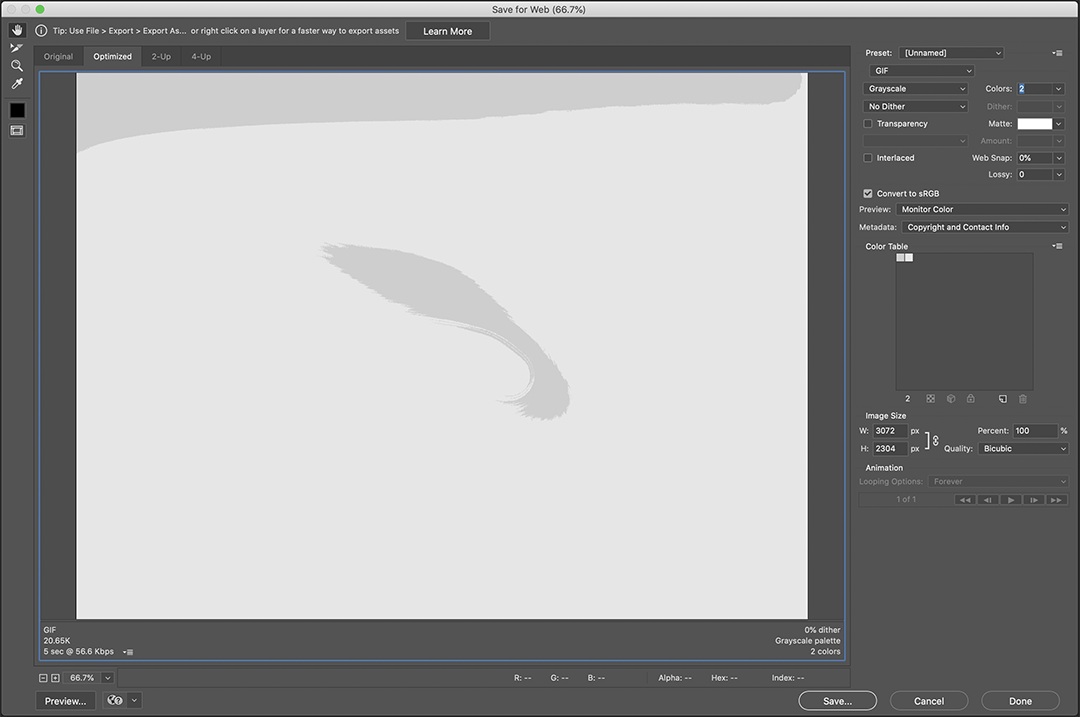 Save for Web (66.7%)
Tip: Use File > Export > Export As... or right click on a layer for a faster way to export assets
Learn More
Original Optimized 2-Up 4-Up
Preset: [Unnamed]
GIF
Grayscale Colors: 2
No Dither Dither:
Transparency Matte:
Amount:
Interlaced Web Snap: 0%
Lossy: 0
Convert to sRGB
Preview: Monitor Color
Metadata: Copyright and Contact Info
Color Table
2
Image Size
W: 3072 px Percent: 100 %
H: 2304 px Quality: Bicubic
Animation
Looping Options: Forever
1 of 1
GIF 0% dither
20.65K Grayscale palette
5 sec @ 56.6 Kbps 2 colors
66.7% R: -- G: -- B: -- Alpha: -- Hex: -- Index: --
Preview... Save... Cancel Done